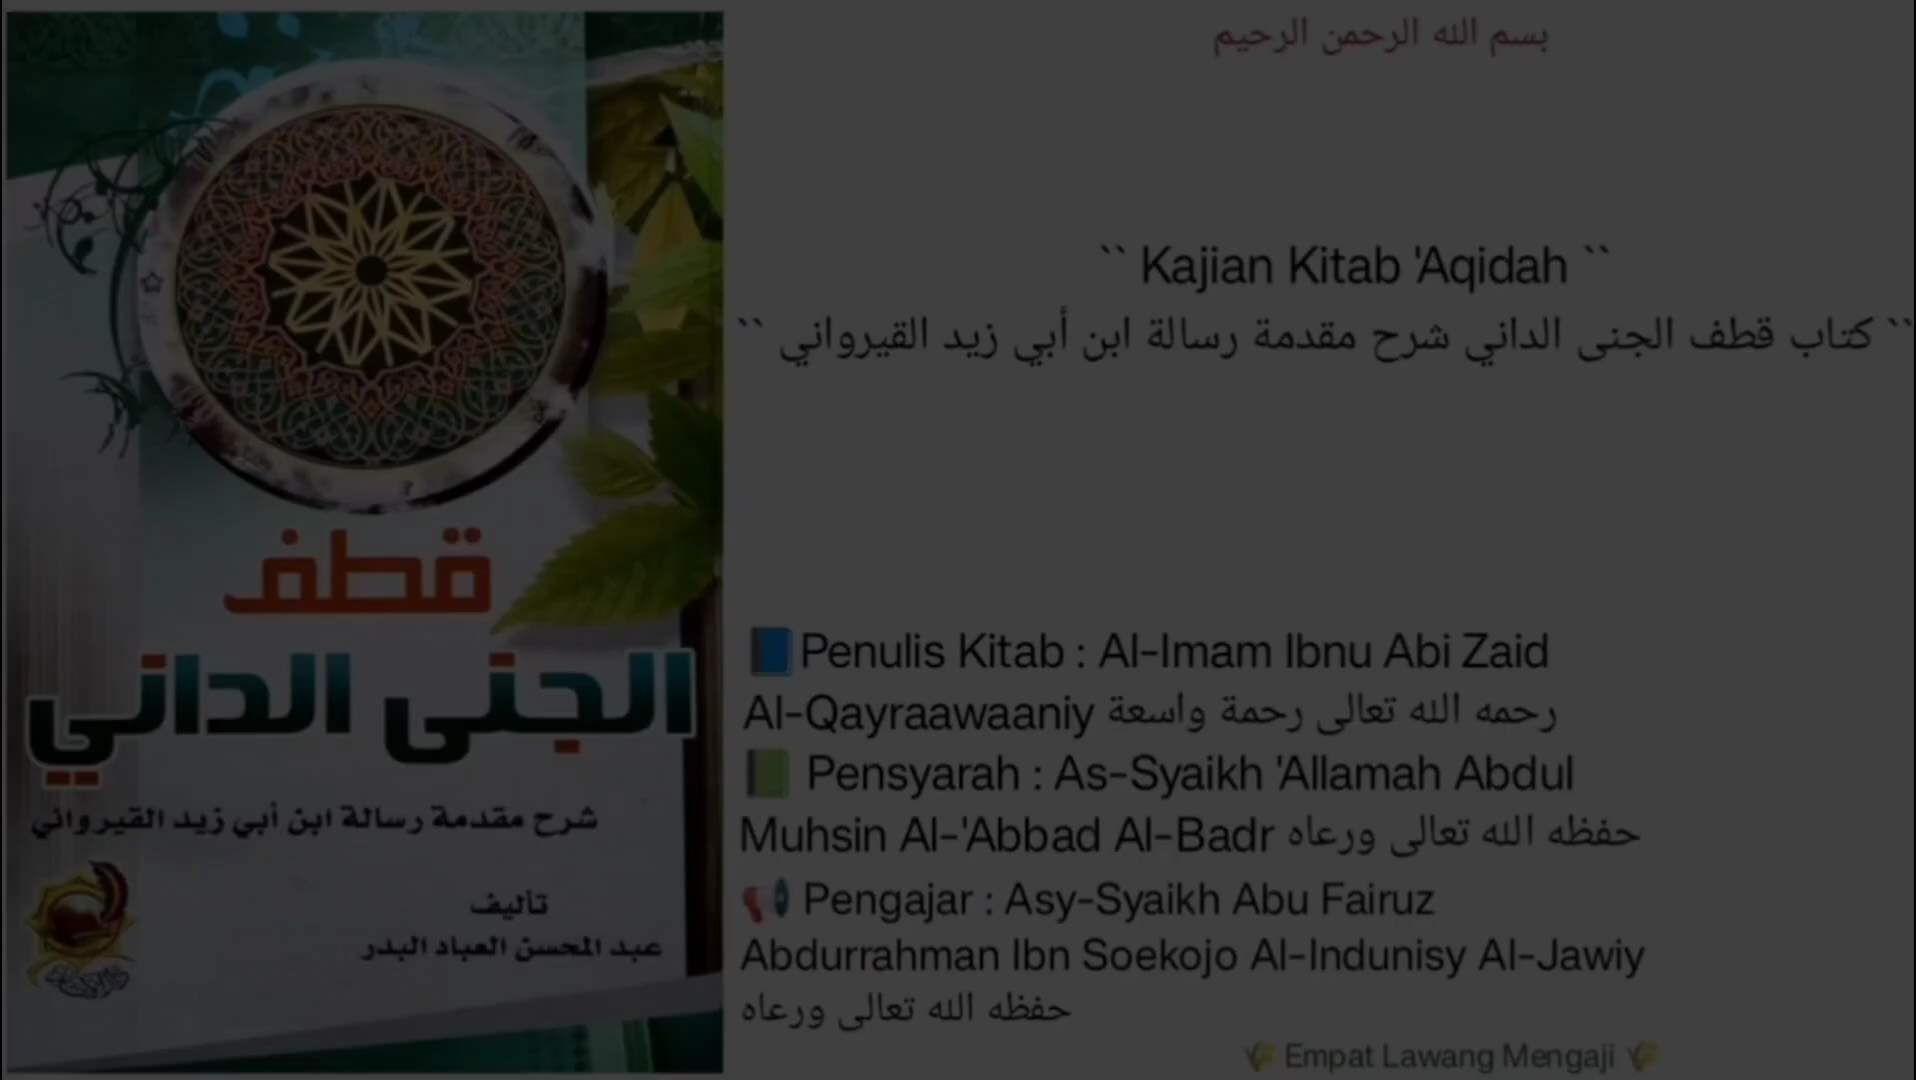 قطف
الجنى الداني
شرح مقدمة رسالة ابن أبي زيد القيرواني
تأليف
عبد المحسن العباد البدر
بسم الله الرحمن الرحيم
`` Kajian Kitab 'Aqidah ``
`` كتاب قطف الجنى الداني شرح مقدمة رسالة ابن أبي زيد القيرواني ``
📘Penulis Kitab : Al-Imam Ibnu Abi Zaid
Al-Qayraawaaniy رحمه الله تعالى رحمة واسعة
📗 Pensyarah : As-Syaikh 'Allamah Abdul
Muhsin Al-'Abbad Al-Badr حفظه الله تعالى ورعاه
📢 Pengajar : Asy-Syaikh Abu Fairuz
Abdurrahman Ibn Soekojo Al-Indunisy Al-Jawiy
حفظه الله تعالى ورعاه
🌾 Empat Lawang Mengaji 🌾